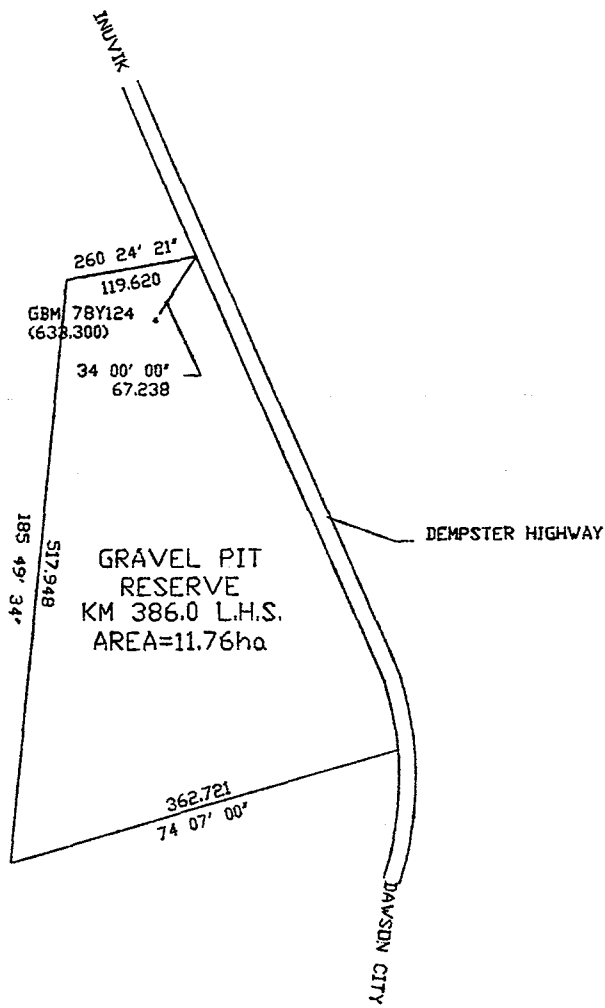 INUVIK
260 24' 21"
119.620
GBM 78Y124
(633.300)
34 00' 00"
67.238
DEMPSTER HIGHWAY
517.948
185 49' 34"
GRAVEL PIT
RESERVE
KM 386.0 L.H.S.
AREA=11.76ha
362.721
74 07' 00"
DAWSON CITY